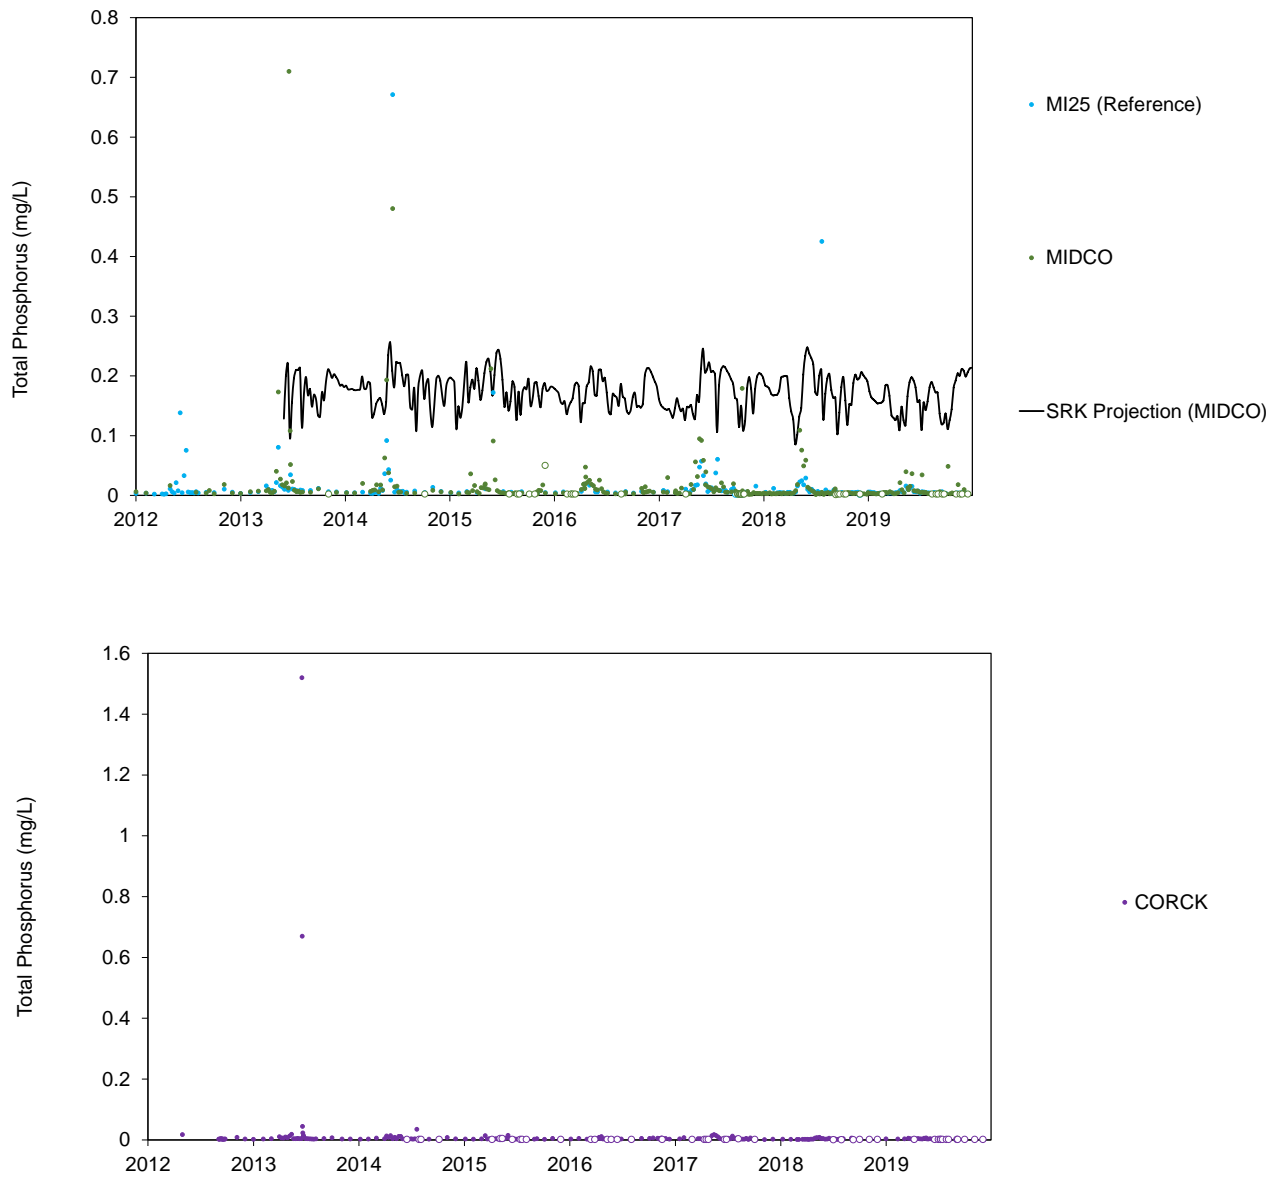 0.8
0.7
0.6
0.5
0.4
0.3
0.2
0.1
0
Total Phosphorus (mg/L)
2012 2013 2014 2015 2016 2017 2018 2019
MI25 (Reference)
MIDCO
SRK Projection (MIDCO)
1.6
1.4
1.2
1
0.8
0.6
0.4
0.2
0
Total Phosphorus (mg/L)
2012 2013 2014 2015 2016 2017 2018 2019
CORCK